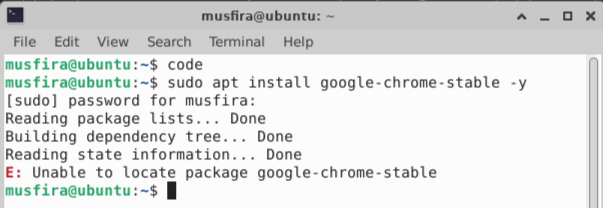 musfira@ubuntu: ~
File Edit View Search Terminal Help
musfira@ubuntu:~$ code
musfira@ubuntu:~$ sudo apt install google-chrome-stable -y
[sudo] password for musfira:
Reading package lists... Done
Building dependency tree... Done
Reading state information... Done
E: Unable to locate package google-chrome-stable
musfira@ubuntu:~$